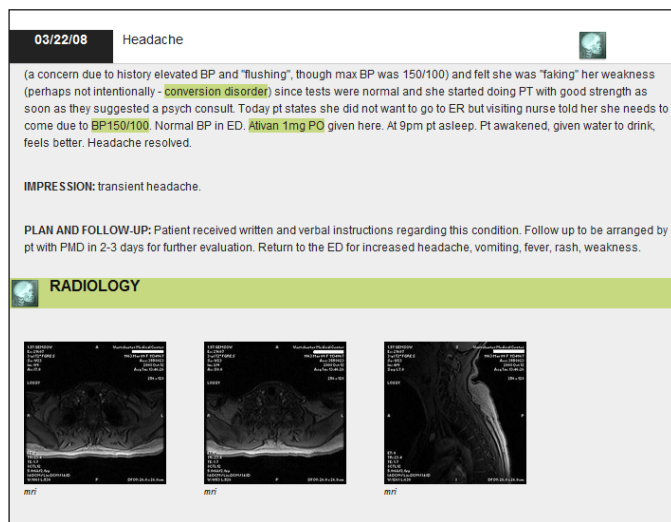 03/22/08 Headache
(a concern due to history elevated BP and "flushing", though max BP was 150/100) and felt she was "faking" her weakness
(perhaps not intentionally - conversion disorder) since tests were normal and she started doing PT with good strength as
soon as they suggested a psych consult. Today pt states she did not want to go to ER but visiting nurse told her she needs to
come due to BP150/100. Normal BP in ED. Ativan 1mg PO given here. At 9pm pt asleep. Pt awakened, given water to drink,
feels better. Headache resolved.
IMPRESSION: transient headache.
PLAN AND FOLLOW-UP: Patient received written and verbal instructions regarding this condition. Follow up to be arranged by
pt with PMD in 2-3 days for further evaluation. Return to the ED for increased headache, vomiting, fever, rash, weakness.
RADIOLOGY
mri
mri
mri